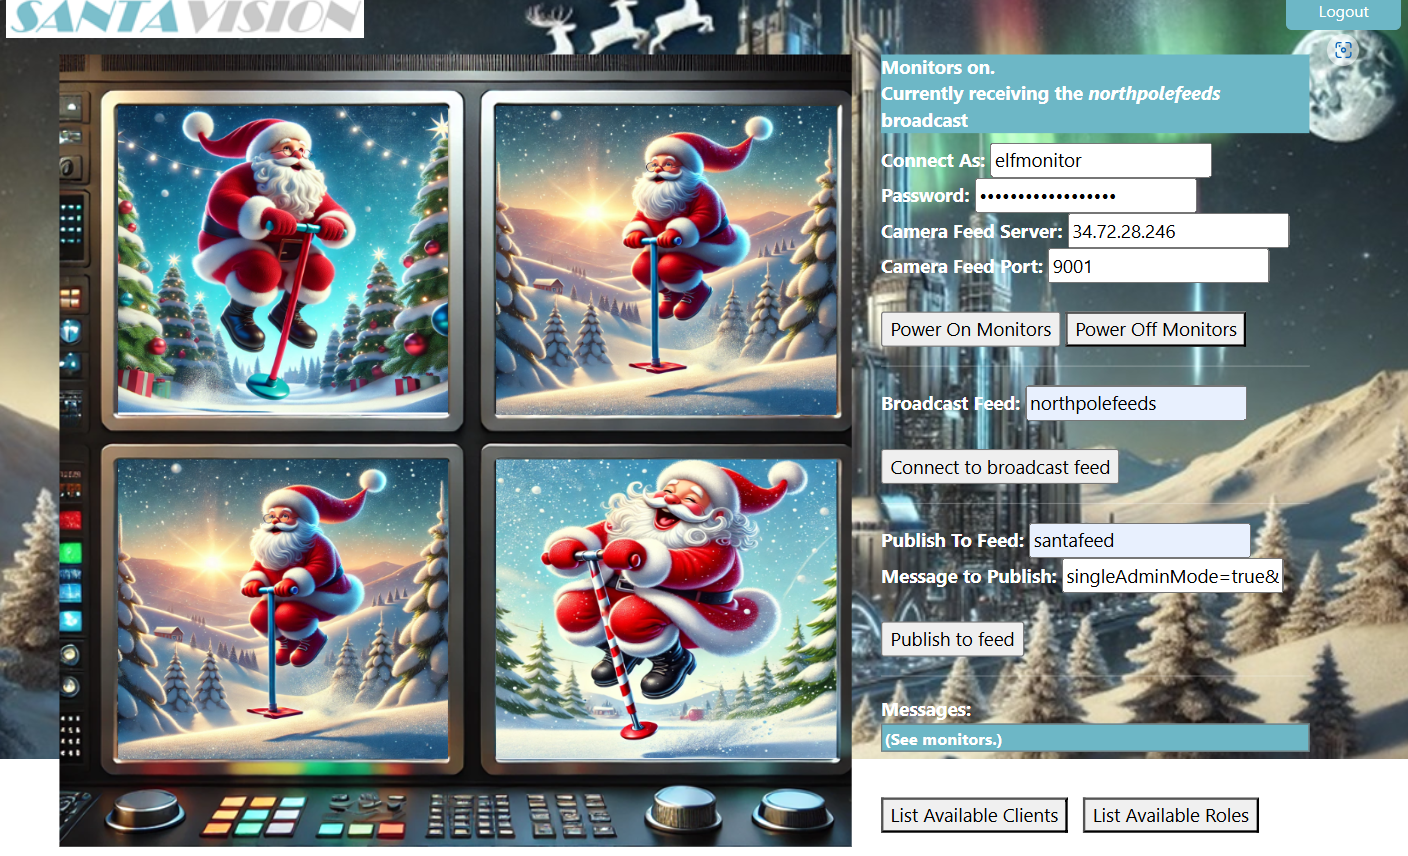 SANTAVISION
Logout
Monitors on.
Currently receiving the northpolefeeds
broadcast
Connect As: elfmonitor
Password: ••••••••••••••••••
Camera Feed Server: 34.72.28.246
Camera Feed Port: 9001
Power On Monitors Power Off Monitors
Broadcast Feed: northpolefeeds
Connect to broadcast feed
Publish To Feed: santafeed
Message to Publish: singleAdminMode=true&
Publish to feed
Messages:
(See monitors.)
List Available Clients List Available Roles